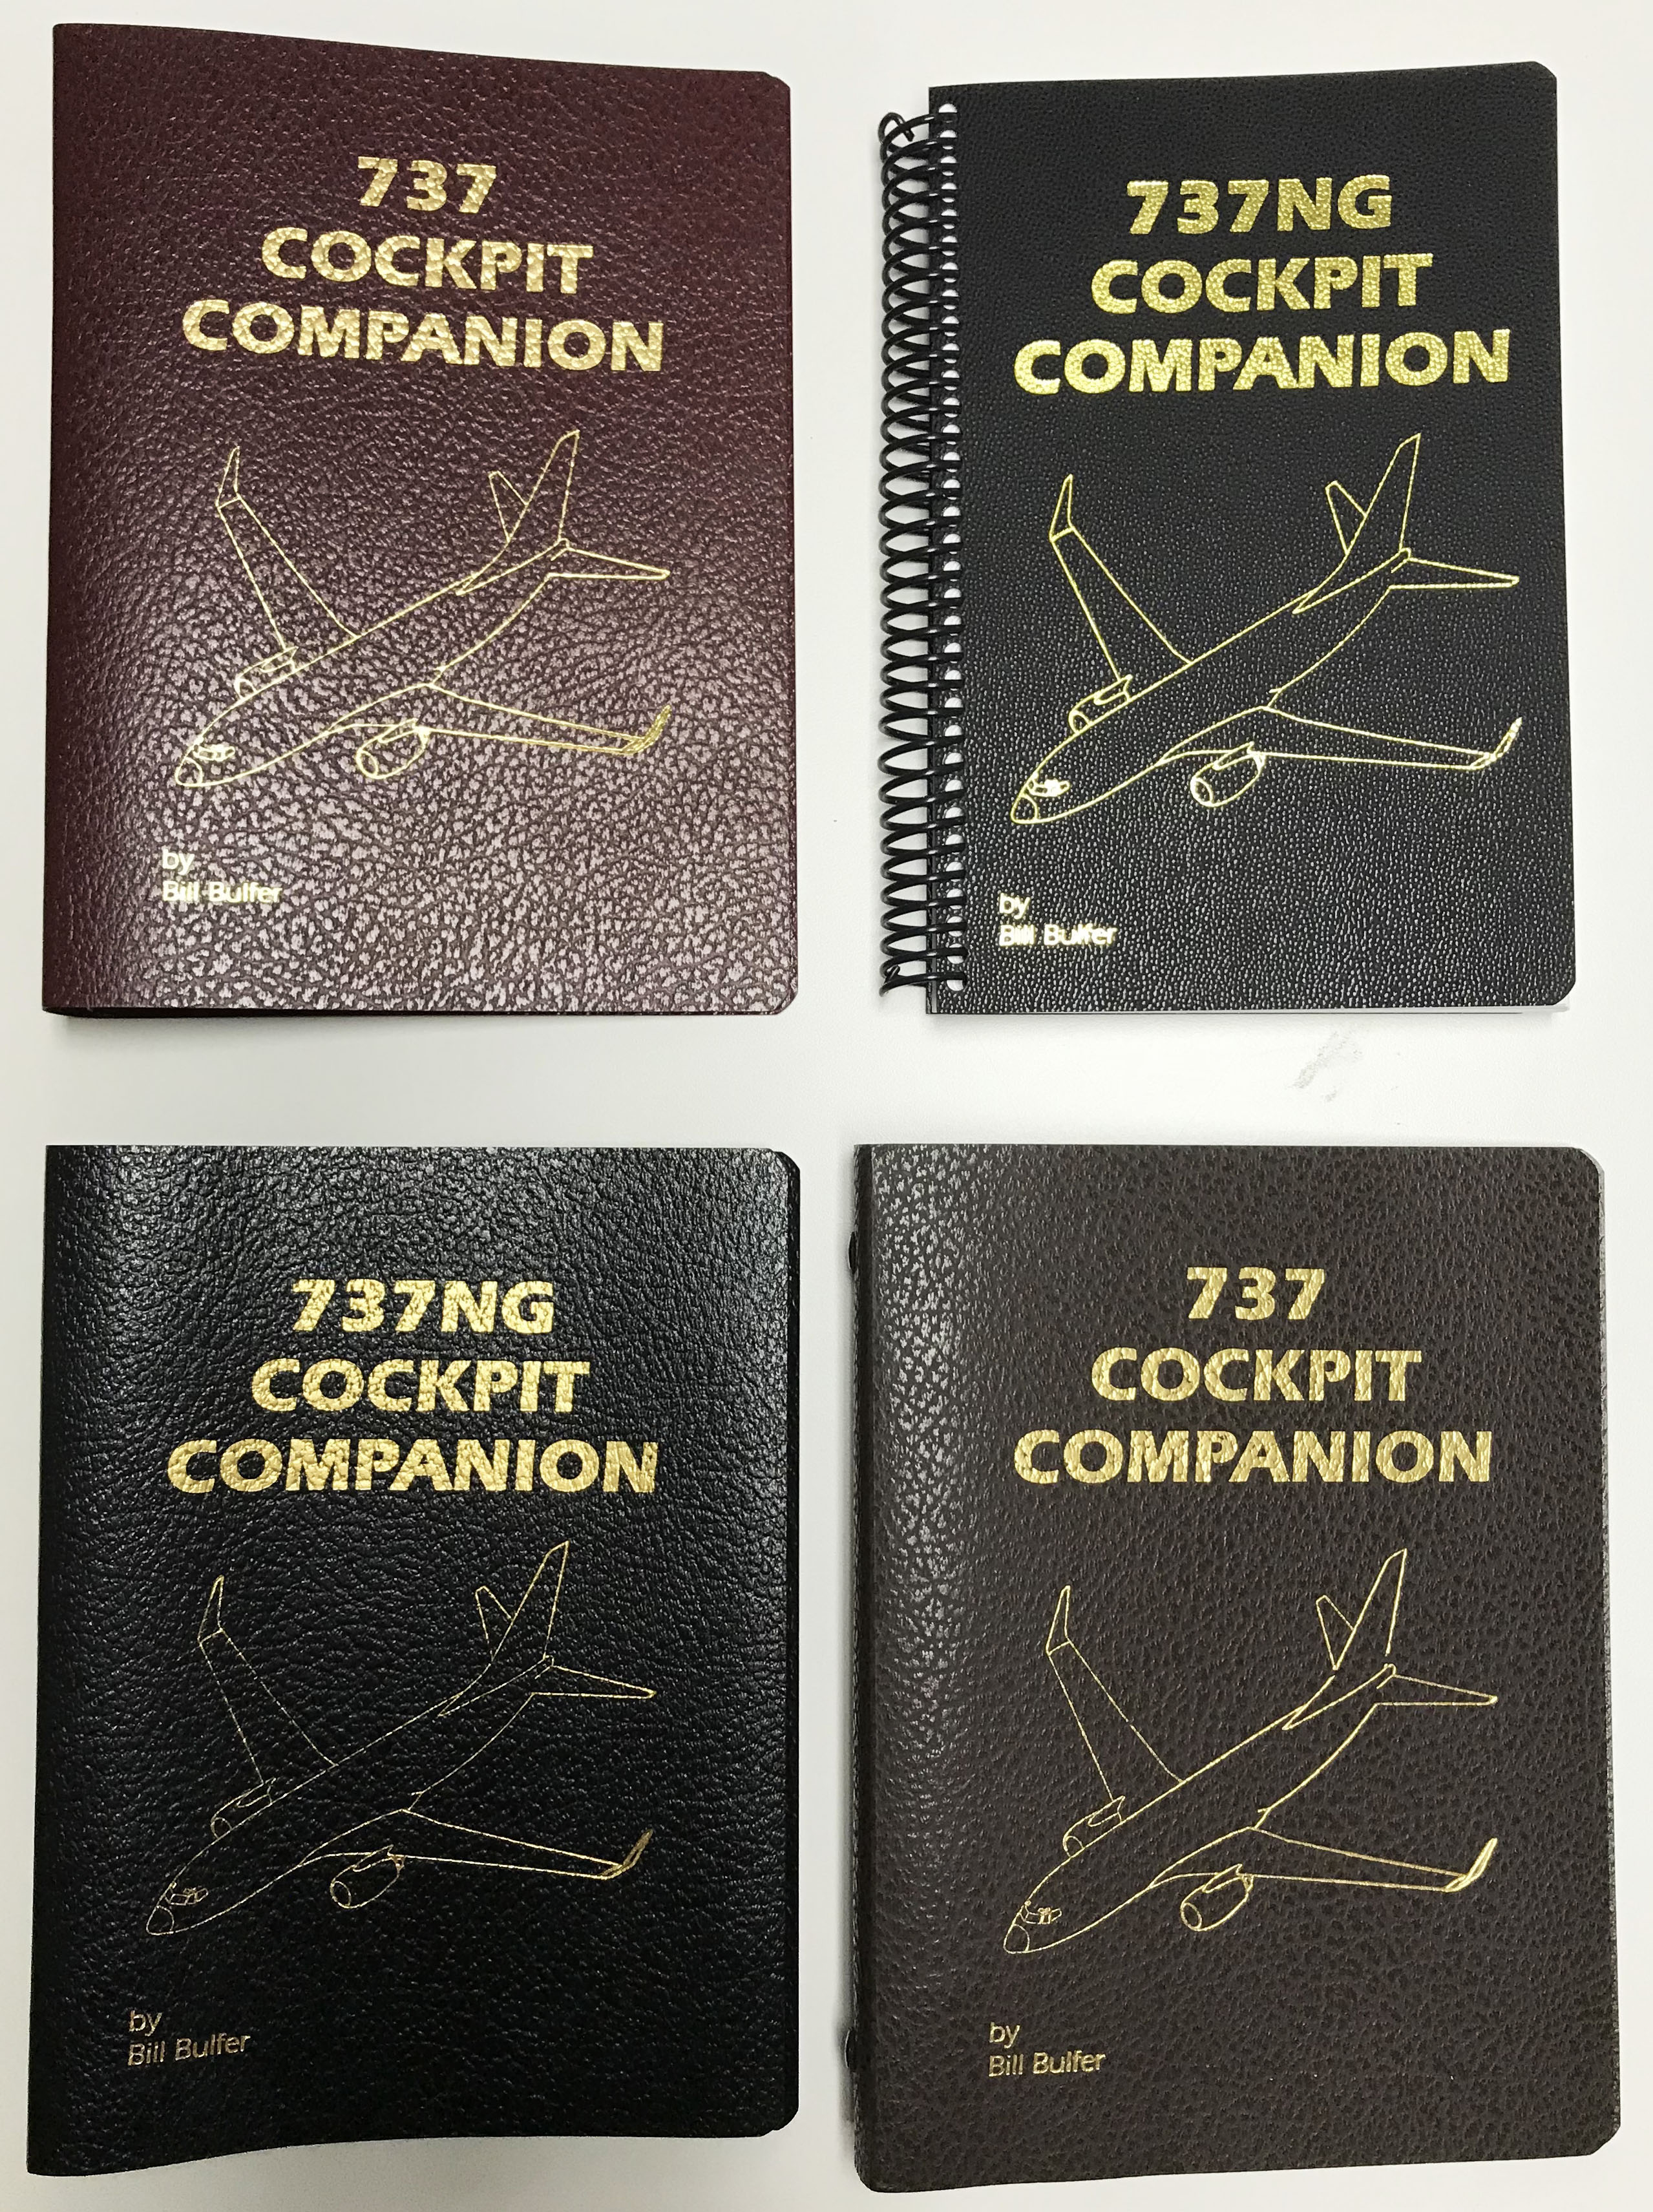 737
COCKPIT
COMPANION
by
Bill Bulfer
737NG
COCKPIT
COMPANION
by
Bill Bulfer
737NG
COCKPIT
COMPANION
by
Bill Bulfer
737
COCKPIT
COMPANION
by
Bill Bulfer